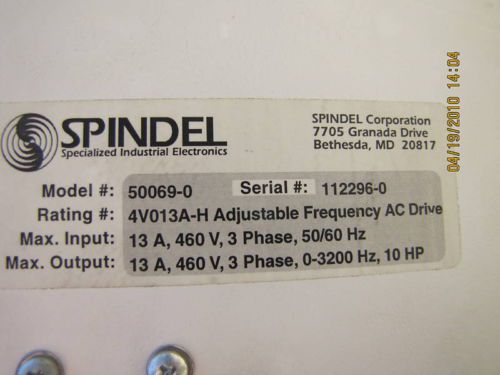 SPINDEL
Specialized Industrial Electronics
SPINDEL Corporation
7705 Granada Drive
Bethesda, MD 20817
Model #: 50069-0 Serial #: 112296-0
Rating #: 4V013A-H Adjustable Frequency AC Drive
Max. Input: 13 A, 460 V, 3 Phase, 50/60 Hz
Max. Output: 13 A, 460 V, 3 Phase, 0-3200 Hz, 10 HP
04/19/2010 14:04